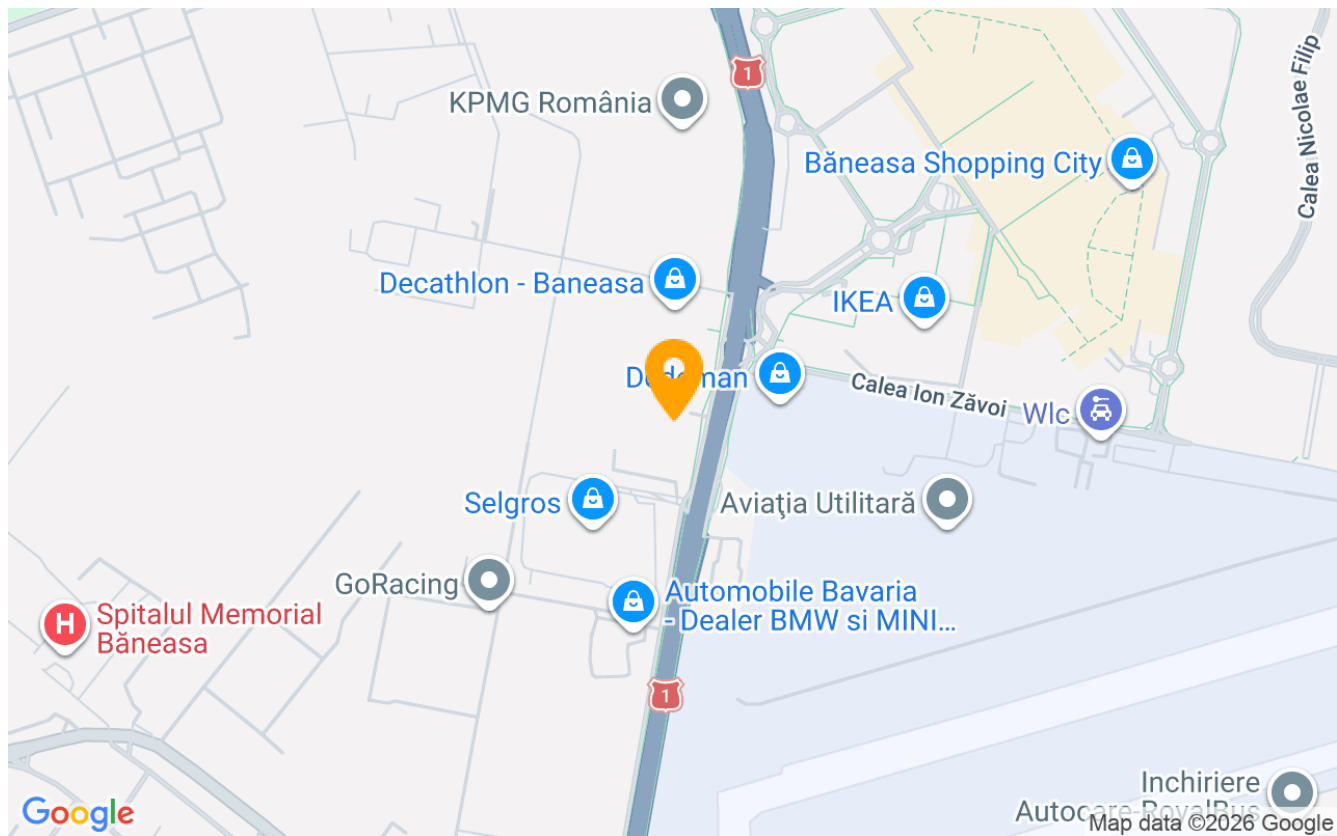 1
KPMG România
Calea Nicolae Filip
Băneasa Shopping City
Decathlon - Baneasa
IKEA
Calea Ion Zăvoi
Wlc
Selgros
Aviaţia Utilitară
GoRacing
H
Spitalul Memorial
Băneasa
Automobile Bavaria
- Dealer BMW si MINI...
1
Inchiriere
Google
Map data ©2026 Google